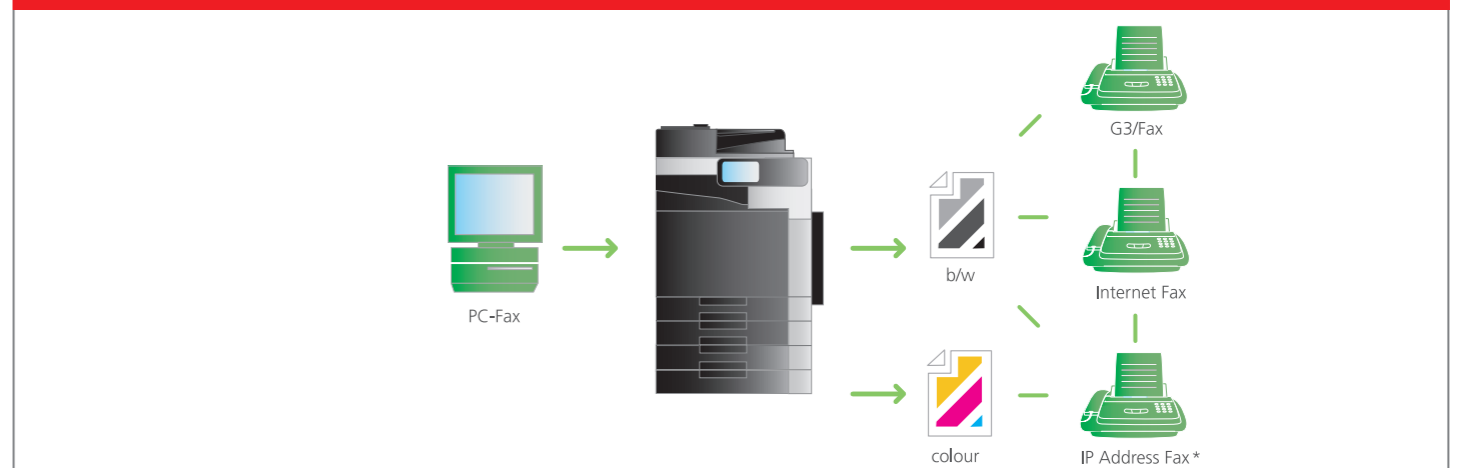 G3/Fax
PC-Fax
b/w
Internet Fax
colour
IP Address Fax*